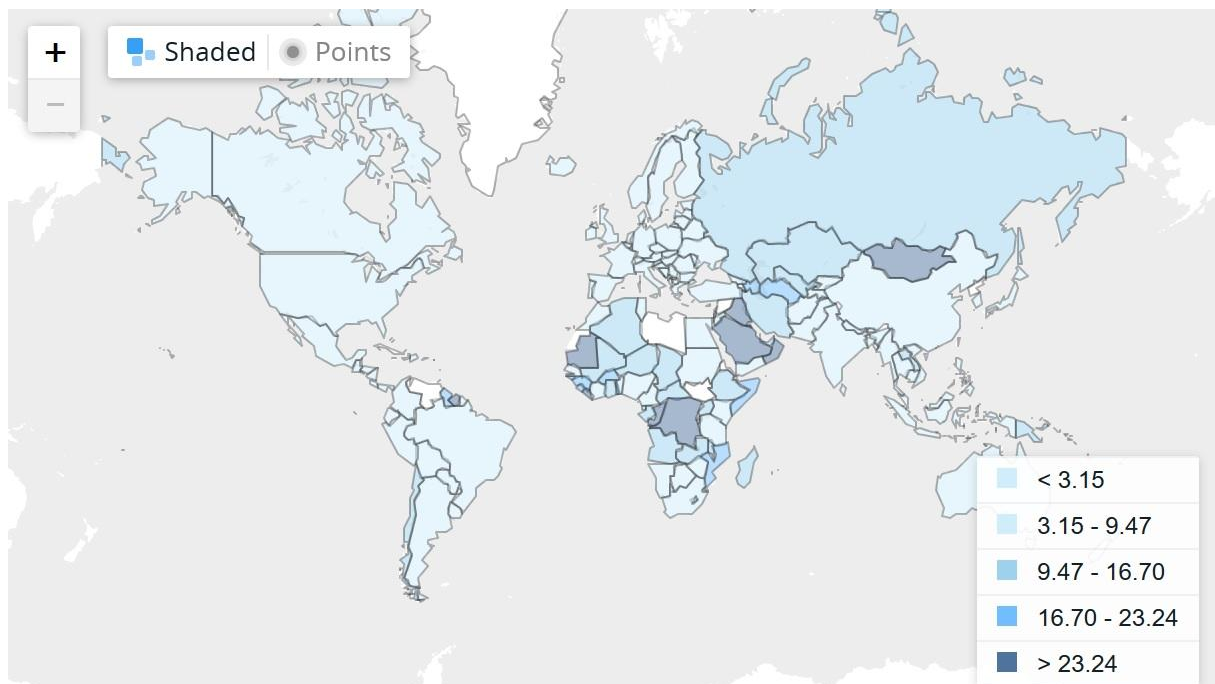 +
Shaded
Points
−
< 3.15
3.15 - 9.47
9.47 - 16.70
16.70 - 23.24
> 23.24